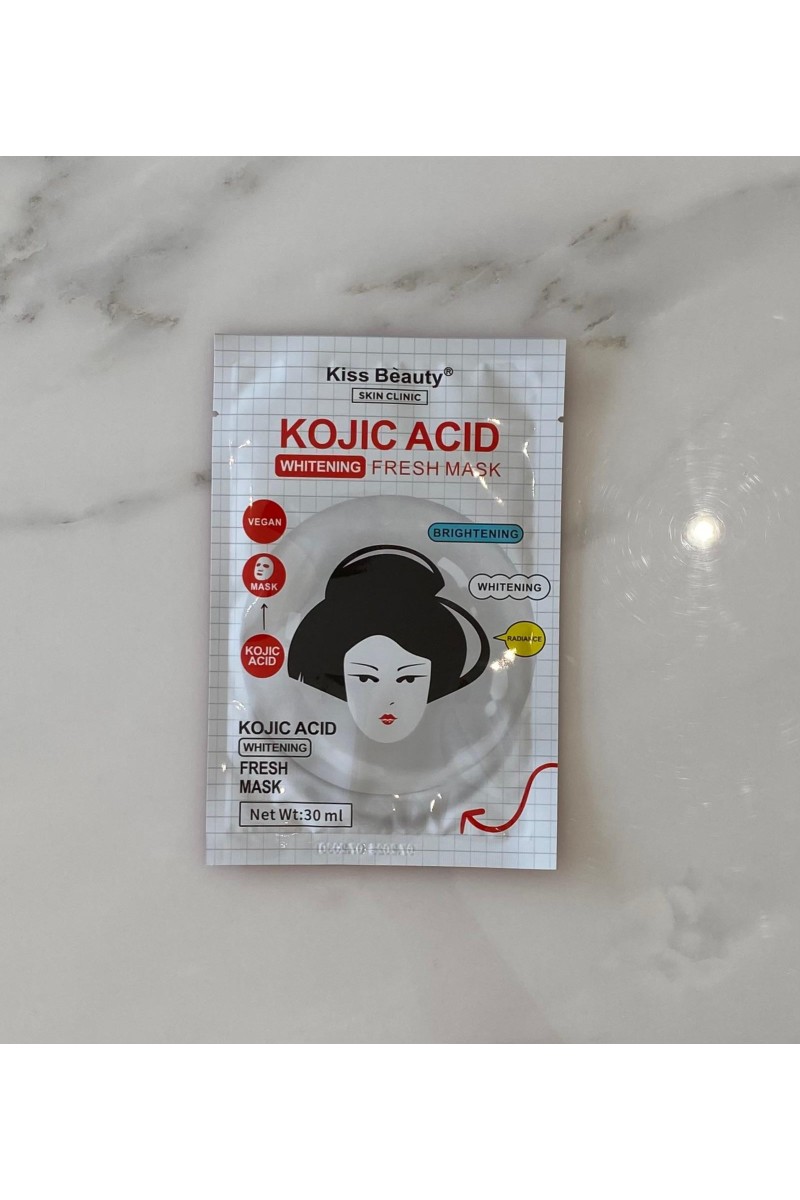 Kiss Bèauty®
SKIN CLINIC
KOJIC ACID
WHITENING FRESH MASK
VEGAN
BRIGHTENING
MASK
WHITENING
RADIANCE
KOJIC
ACID
KOJIC ACID
WHITENING
FRESH
MASK
Net Wt:30 ml